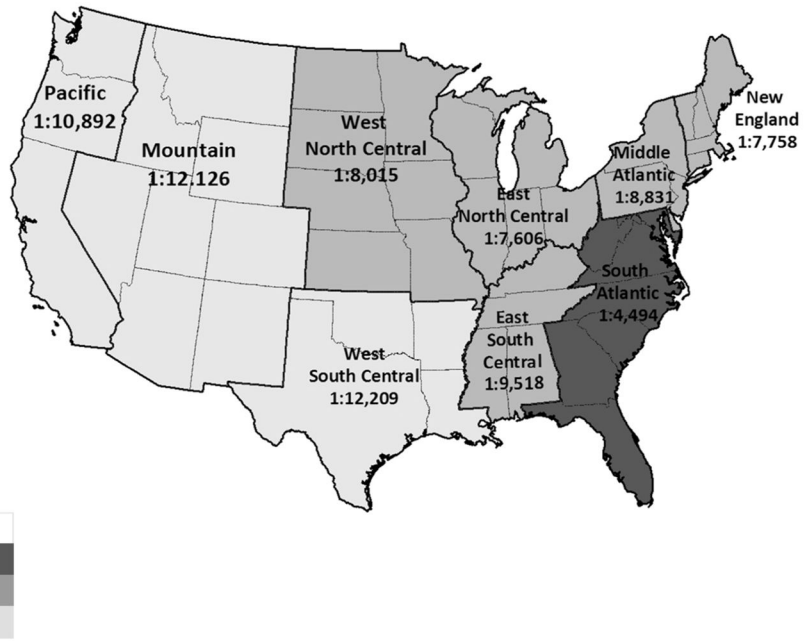 Pacific
1:10,892
Mountain
1:12.126
West
North Central
1:8,015
East
North Central
1:7,606
Middle
Atlantic
1:8,831
New
England
1:7,758
South
Atlantic
1:4,494
East
South
Central
1:9,518
West
South Central
1:12,209